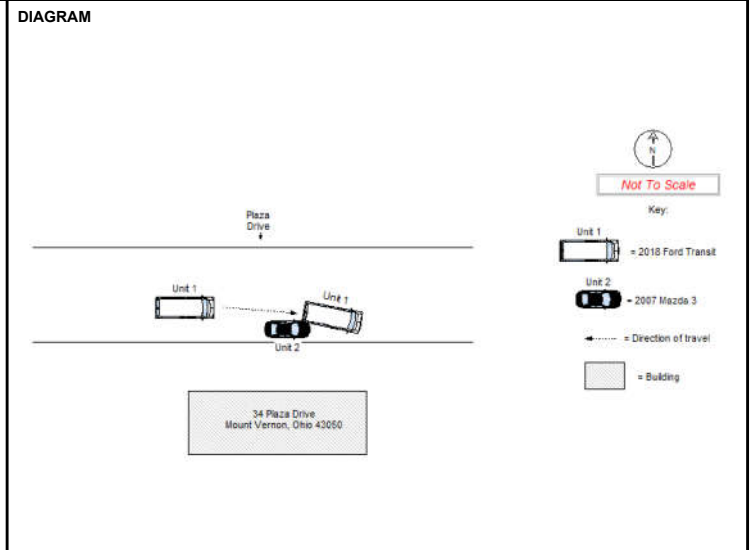 DIAGRAM
N
Not To Scale
Key:
Unit 1
= 2018 Ford Transit
Unit 2
= 2007 Mazda 3
= Direction of travel
= Building
Plaza
Drive
Unit 1
Unit 1
Unit 2
34 Plaza Drive
Mount Vernon, Ohio 43050